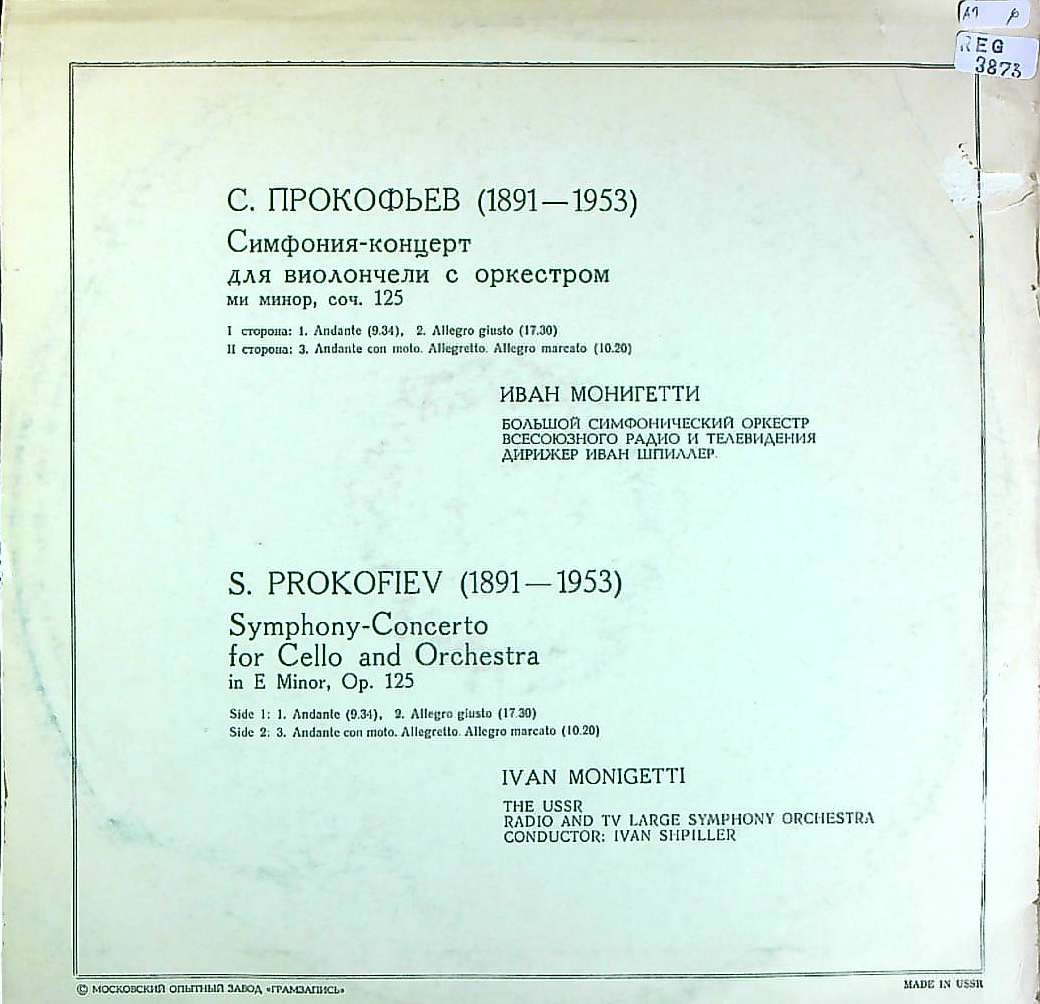 A1
REG
3873
С. ПРОКОФЬЕВ (1891—1953)
Симфония-концерт
для виолончели с оркестром
ми минор, соч. 125
I сторона: 1. Andante (9.34), 2. Allegro giusto (17.30)
II сторона: 3. Andante con moto. Allegretto. Allegro marcato (10.20)
ИВАН МОНИГЕТТИ
БОЛЬШОЙ СИМФОНИЧЕСКИЙ ОРКЕСТР
ВСЕСОЮЗНОГО РАДИО И ТЕЛЕВИДЕНИЯ
ДИРИЖЕР ИВАН ШПИЛЛЕР.
S. PROKOFIEV (1891—1953)
Symphony-Concerto
for Cello and Orchestra
in E Minor, Op. 125
Side 1: 1. Andante (9.34), 2. Allegro giusto (17 30)
Side 2: 3. Andante con moto. Allegretto. Allegro marcato (10.20)
IVAN MONIGETTI
THE USSR
RADIO AND TV LARGE SYMPHONY ORCHESTRA
CONDUCTOR: IVAN SHPILLER
© МОСКОВСКИЙ ОПЫТНЫЙ ЗАВОД «ГРАМЗАПИСЬ»
MADE IN USSR